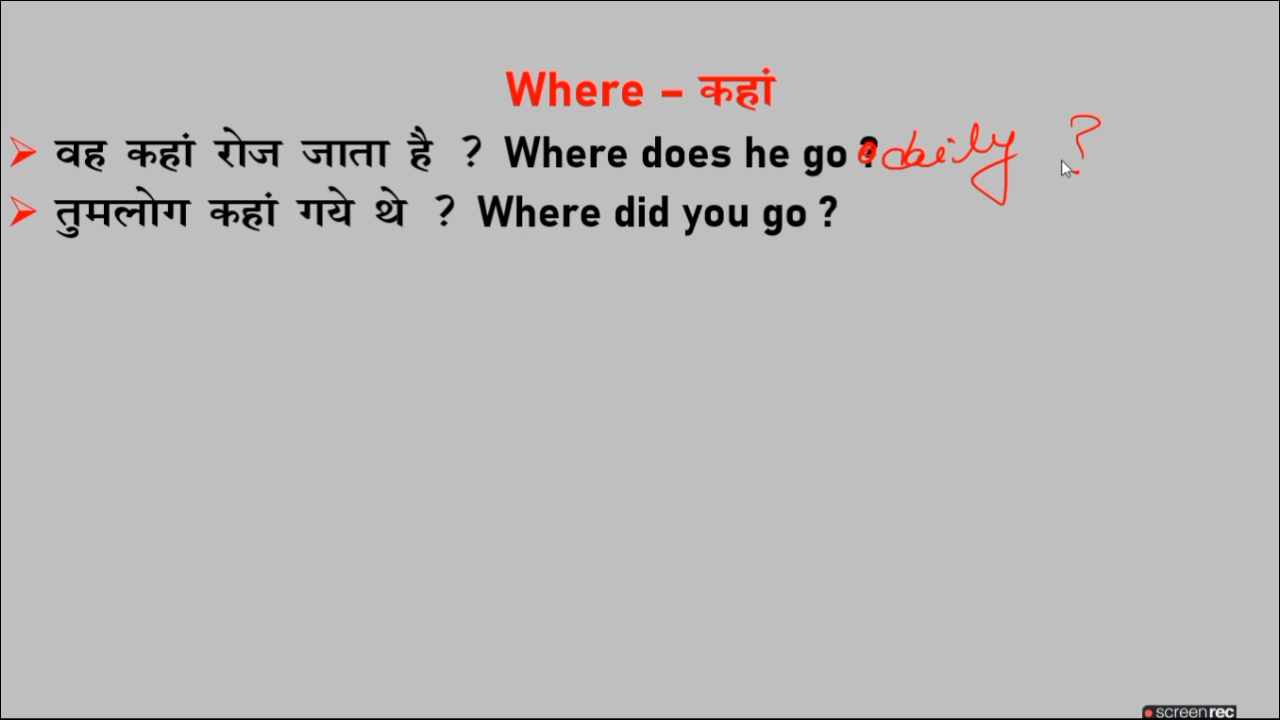 Where – कहां
➢ वह कहां रोज जाता है ? Where does he go ? daily ?
➢ तुमलोग कहां गये थे ? Where did you go ?
screenrec